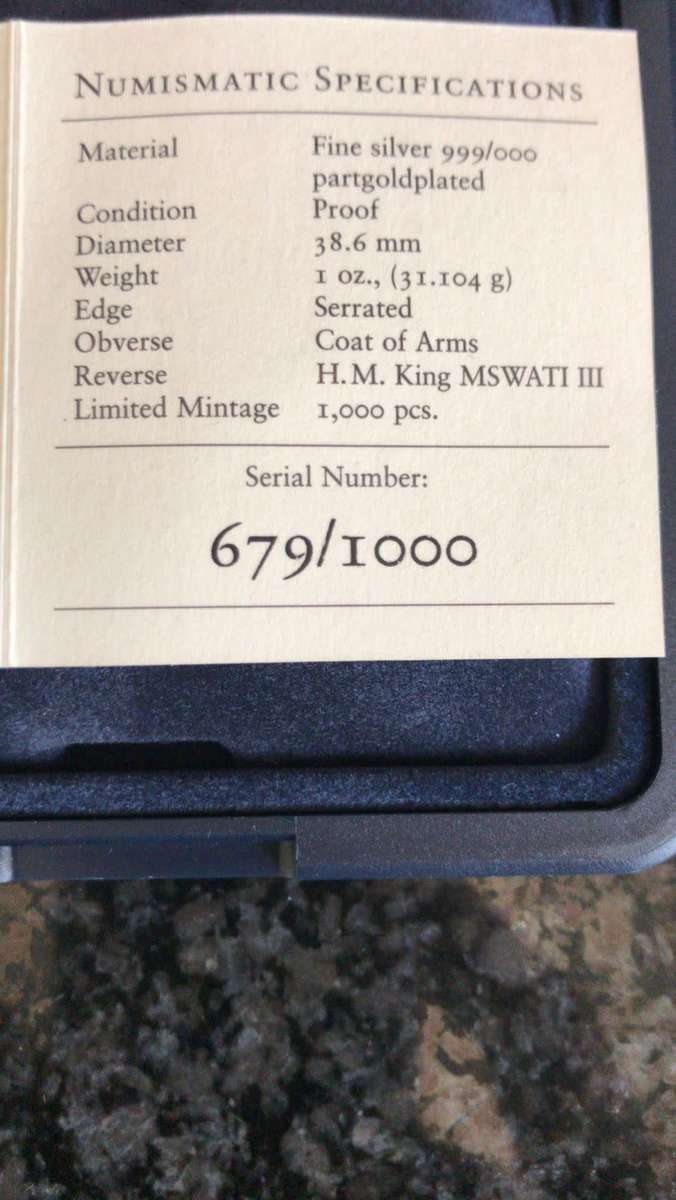 NUMISMATIC SPECIFICATIONS
Material Fine silver 999/000
partgoldplated
Condition Proof
Diameter 38.6 mm
Weight 1 oz., (31.104 g)
Edge Serrated
Obverse Coat of Arms
Reverse H.M. King MSWATI III
Limited Mintage 1,000 pcs.
Serial Number:
679/1000